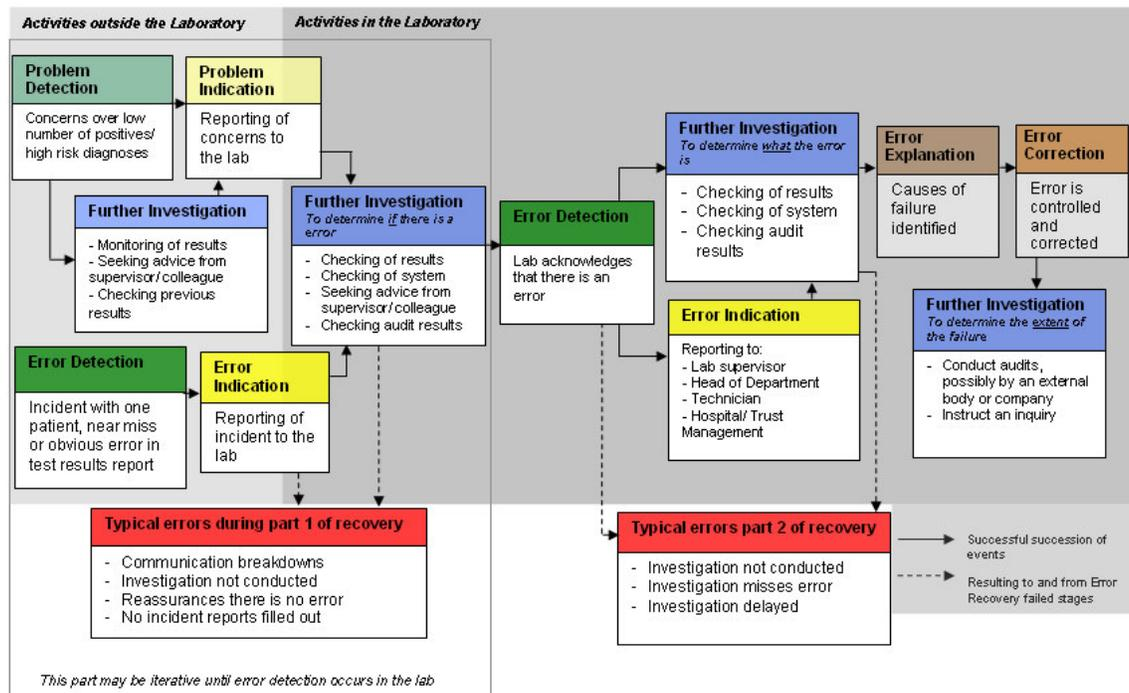 Activities outside the Laboratory
Activities in the Laboratory
Problem
Detection
Concerns over low
number of positives/
high risk diagnoses
Problem
Indication
Reporting of
concerns to
the lab
Further Investigation
- Monitoring of results
- Seeking advice from
supervisor/colleague
- Checking previous
results
Error Detection
Incident with one
patient, near miss
or obvious error in
test results report
Error
Indication
Reporting of
incident to the
lab
Further Investigation
To determine if there is a
error
- Checking of results
- Checking of system
- Seeking advice from
supervisor/colleague
- Checking audit results
Error Detection
Lab acknowledges
that there is an
error
Further Investigation
To determine what the error
is
- Checking of results
- Checking of system
- Checking audit
results
Error Indication
Reporting to:
- Lab supervisor
- Head of Department
- Technician
- Hospital/ Trust
Management
Error
Explanation
Causes of
failure
identified
Error
Correction
Error is
controlled
and
corrected
Further Investigation
To determine the extent of
the failure
- Conduct audits,
possibly by an external
body or company
- Instruct an inquiry
Typical errors during part 1 of recovery
- Communication breakdowns
- Investigation not conducted
- Reassurances there is no error
- No incident reports filled out
Typical errors part 2 of recovery
- Investigation not conducted
- Investigation misses error
- Investigation delayed
Successful succession of
events
Resulting to and from Error
Recovery failed stages
This part may be iterative until error detection occurs in the lab